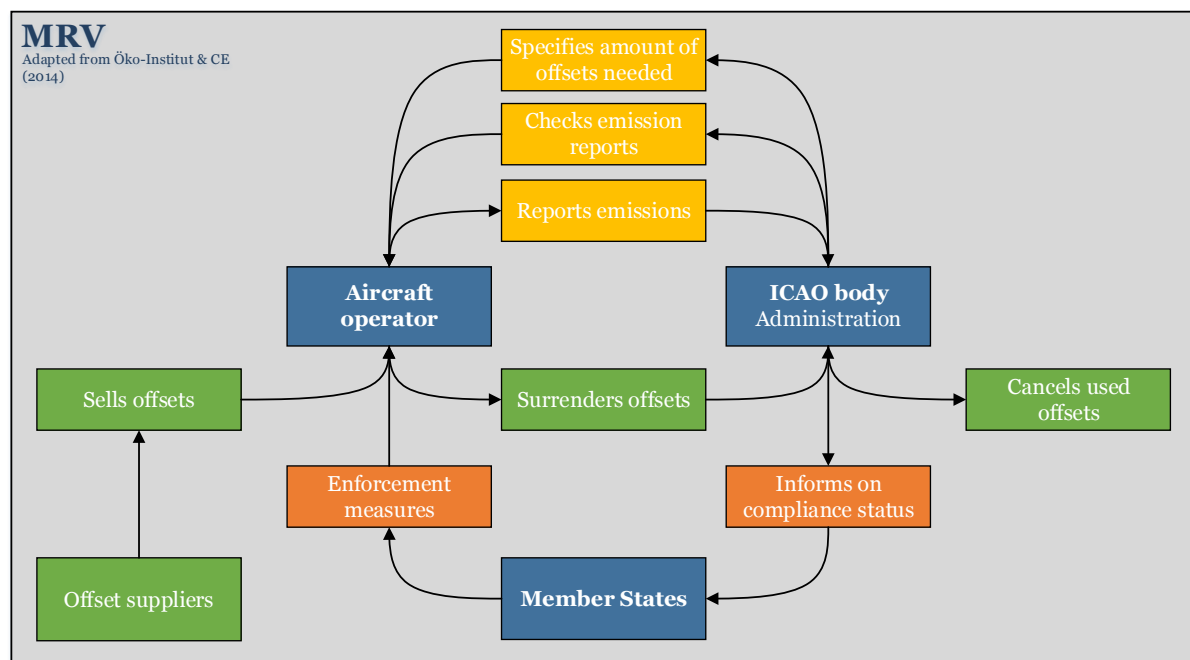 MRV
Adapted from Öko-Institut & CE
(2014)
Specifies amount of
offsets needed
Checks emission
reports
Reports emissions
Aircraft
operator
ICAO body
Administration
Sells offsets
Surrenders offsets
Cancels used
offsets
Enforcement
measures
Informs on
compliance status
Offset suppliers
Member States